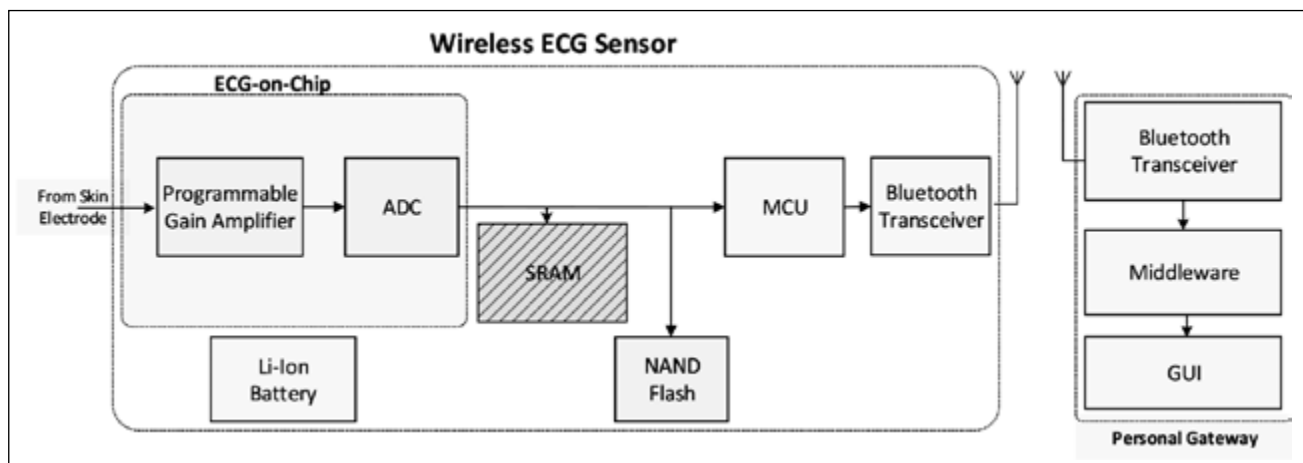 Wireless ECG Sensor
ECG-on-Chip
From Skin
Electrode
Programmable
Gain Amplifier
ADC
SRAM
MCU
Bluetooth
Transceiver
Li-Ion
Battery
NAND
Flash
Bluetooth
Transceiver
Middleware
GUI
Personal Gateway